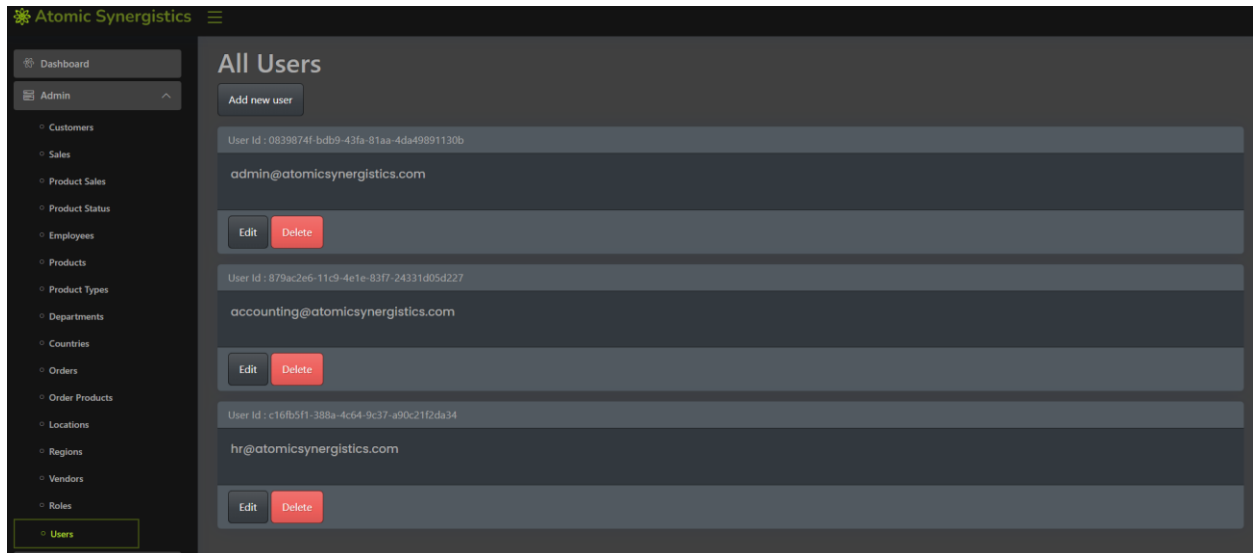 Atomic Synergistics
Dashboard
Admin
Customers
Sales
Product Sales
Product Status
Employees
Products
Product Types
Departments
Countries
Orders
Order Products
Locations
Regions
Vendors
Roles
Users
All Users
Add new user
User Id : 0839874f-bdb9-43fa-81aa-4da49891130b
admin@atomicsynergistics.com
Edit Delete
User Id : 879ac2e6-11c9-4e1e-83f7-24331d05d227
accounting@atomicsynergistics.com
Edit Delete
User Id : c16fb5f1-388a-4c64-9c37-a90c21f2da34
hr@atomicsynergistics.com
Edit Delete